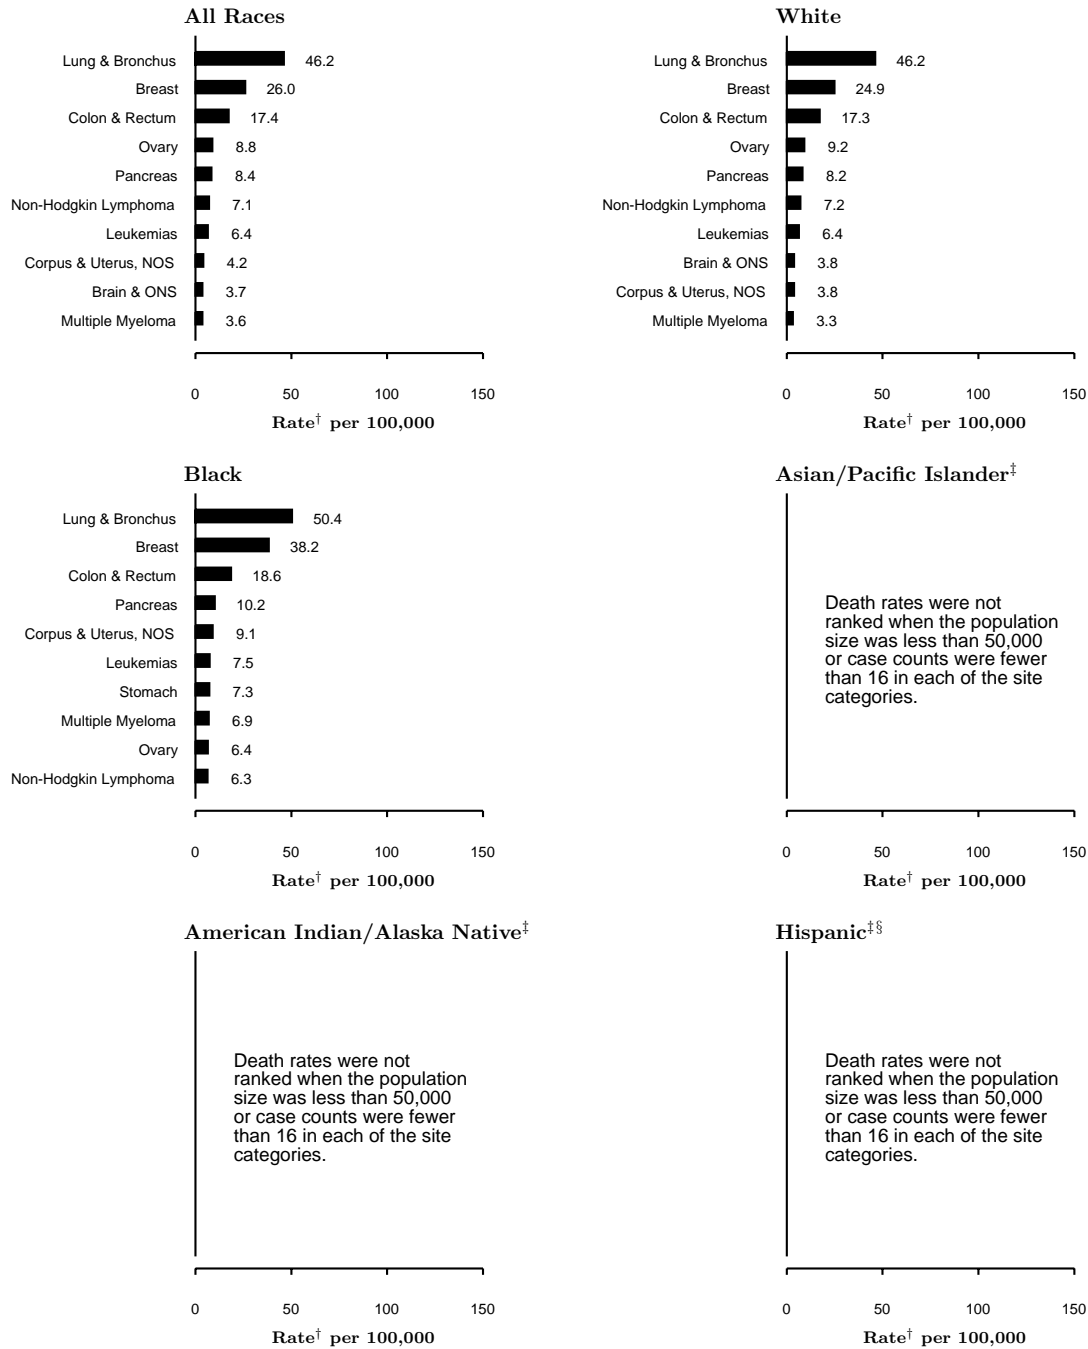 All Races
Lung & Bronchus 46.2
Breast 26.0
Colon & Rectum 17.4
Ovary 8.8
Pancreas 8.4
Non-Hodgkin Lymphoma 7.1
Leukemias 6.4
Corpus & Uterus, NOS 4.2
Brain & ONS 3.7
Multiple Myeloma 3.6
0 50 100 150
Rate† per 100,000
White
Lung & Bronchus 46.2
Breast 24.9
Colon & Rectum 17.3
Ovary 9.2
Pancreas 8.2
Non-Hodgkin Lymphoma 7.2
Leukemias 6.4
Brain & ONS 3.8
Corpus & Uterus, NOS 3.8
Multiple Myeloma 3.3
0 50 100 150
Rate† per 100,000
Black
Lung & Bronchus 50.4
Breast 38.2
Colon & Rectum 18.6
Pancreas 10.2
Corpus & Uterus, NOS 9.1
Leukemias 7.5
Stomach 7.3
Multiple Myeloma 6.9
Ovary 6.4
Non-Hodgkin Lymphoma 6.3
0 50 100 150
Rate† per 100,000
Asian/Pacific Islander‡
Death rates were not
ranked when the population
size was less than 50,000
or case counts were fewer
than 16 in each of the site
categories.
0 50 100 150
Rate† per 100,000
American Indian/Alaska Native‡
Death rates were not
ranked when the population
size was less than 50,000
or case counts were fewer
than 16 in each of the site
categories.
0 50 100 150
Rate† per 100,000
Hispanic‡§
Death rates were not
ranked when the population
size was less than 50,000
or case counts were fewer
than 16 in each of the site
categories.
0 50 100 150
Rate† per 100,000